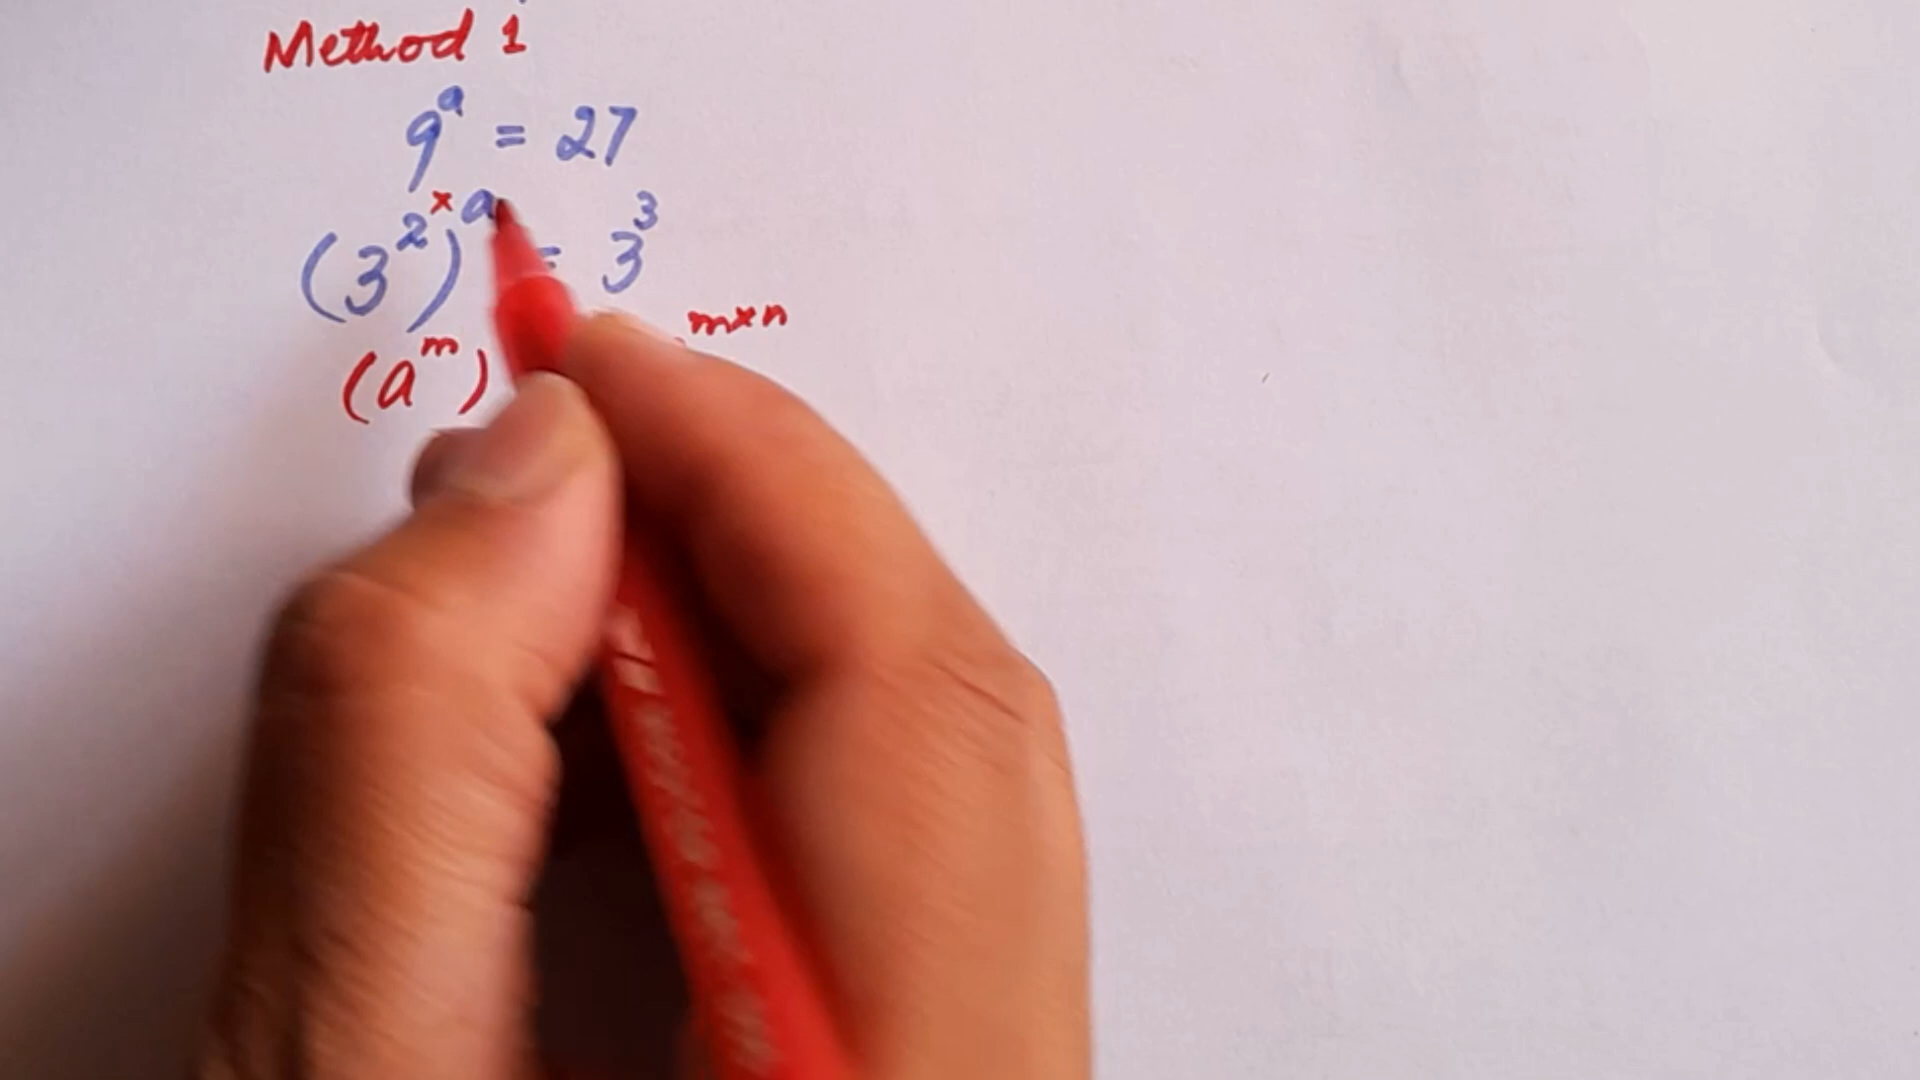 Method 1
9^a = 27
(3^2)^×a = 3^3
(a^m) m×n